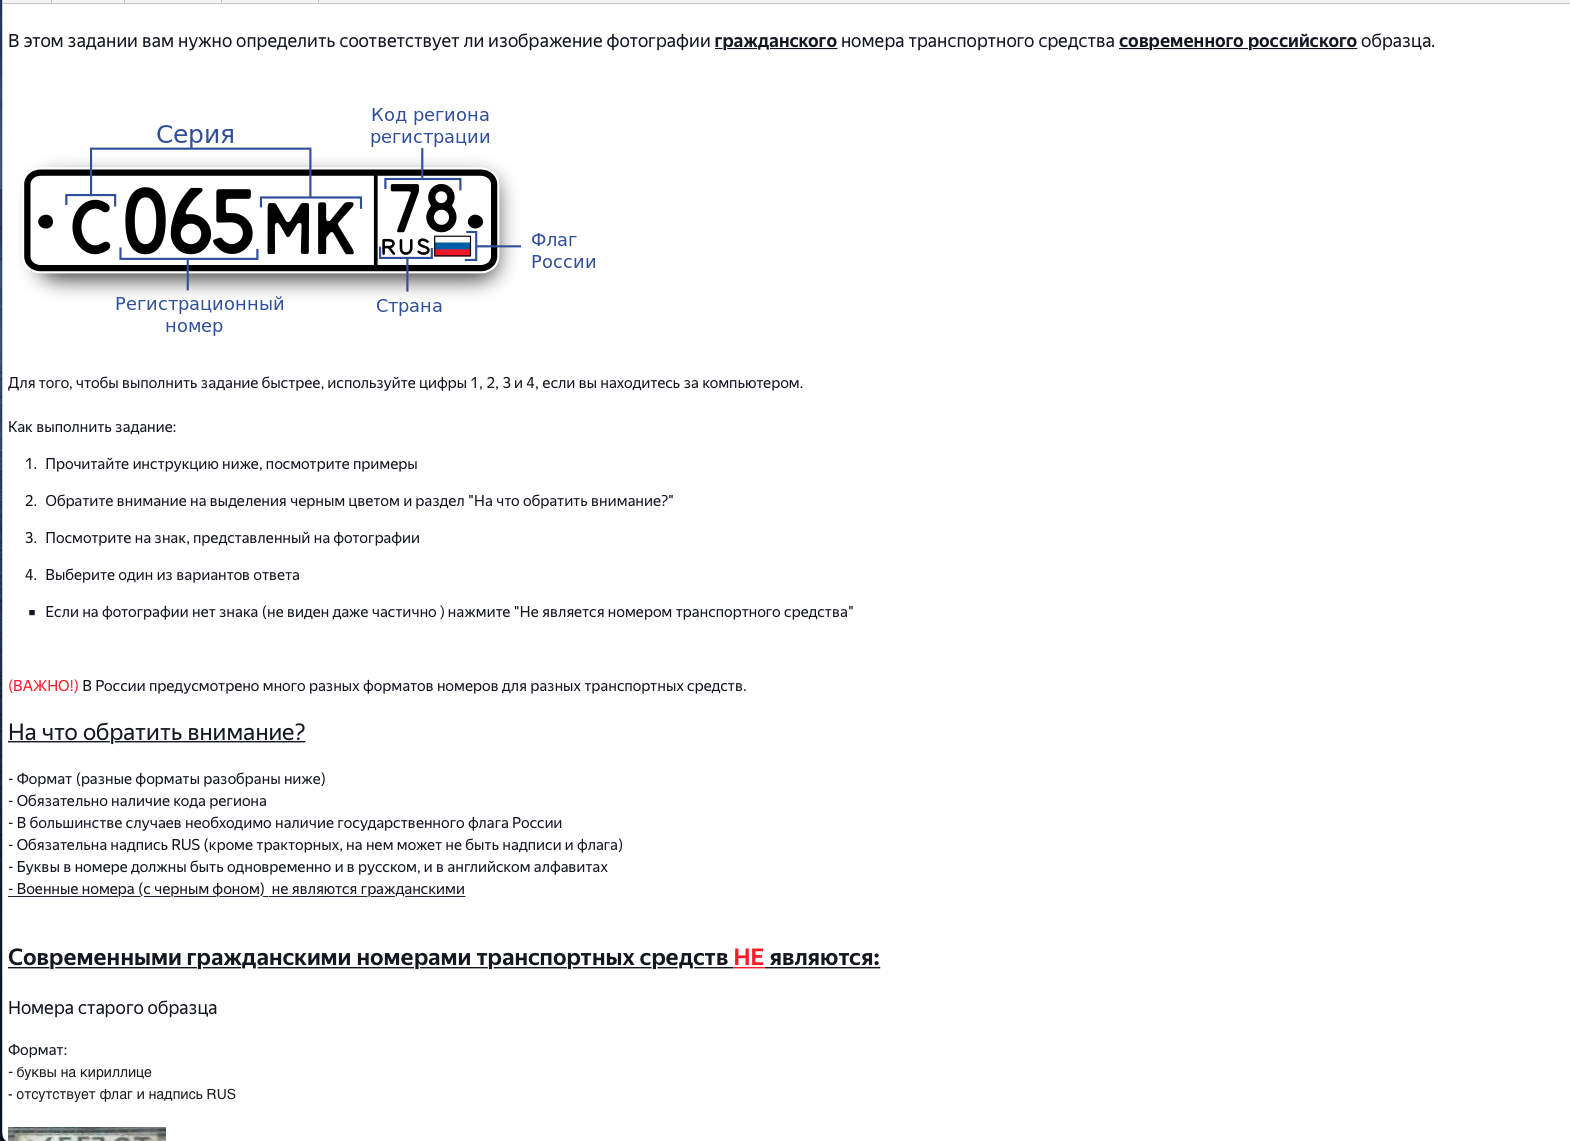 В этом задании вам нужно определить соответствует ли изображение фотографии гражданского номера транспортного средства современного российского образца.
Код региона
регистрации
Серия
С065МК
78
RUS
Флаг
России
Регистрационный
номер
Страна
Для того, чтобы выполнить задание быстрее, используйте цифры 1, 2, 3 и 4, если вы находитесь за компьютером.
Как выполнить задание:
1. Прочитайте инструкцию ниже, посмотрите примеры
2. Обратите внимание на выделения черным цветом и раздел "На что обратить внимание?"
3. Посмотрите на знак, представленный на фотографии
4. Выберите один из вариантов ответа
▪ Если на фотографии нет знака (не виден даже частично ) нажмите "Не является номером транспортного средства"
(ВАЖНО!) В России предусмотрено много разных форматов номеров для разных транспортных средств.
На что обратить внимание?
- Формат (разные форматы разобраны ниже)
- Обязательно наличие кода региона
- В большинстве случаев необходимо наличие государственного флага России
- Обязательна надпись RUS (кроме тракторных, на нем может не быть надписи и флага)
- Буквы в номере должны быть одновременно и в русском, и в английском алфавитах
- Военные номера (с черным фоном)  не являются гражданскими
Современными гражданскими номерами транспортных средств НЕ являются:
Номера старого образца
Формат:
- буквы на кириллице
- отсутствует флаг и надпись RUS